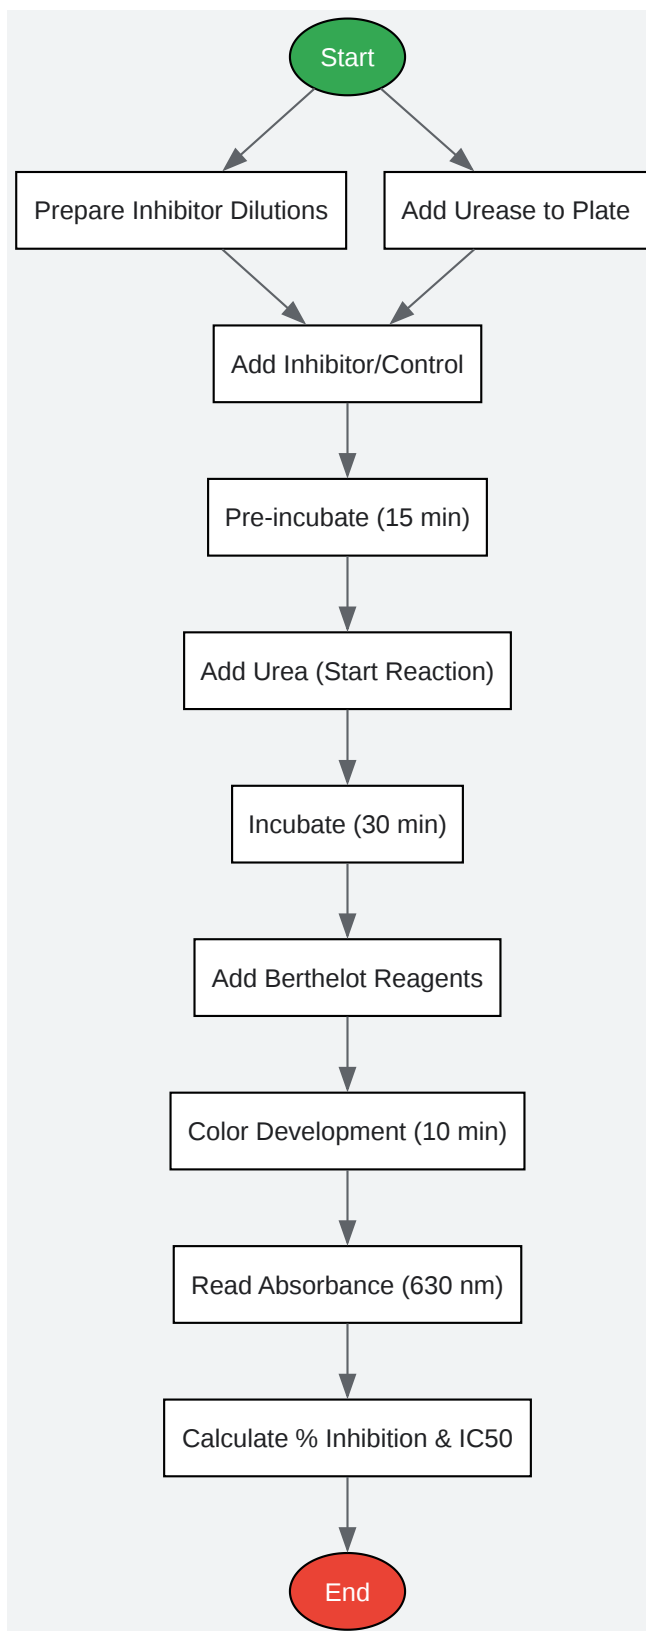 Start
Prepare Inhibitor Dilutions
Add Urease to Plate
Add Inhibitor/Control
Pre-incubate (15 min)
Add Urea (Start Reaction)
Incubate (30 min)
Add Berthelot Reagents
Color Development (10 min)
Read Absorbance (630 nm)
Calculate % Inhibition & IC50
End